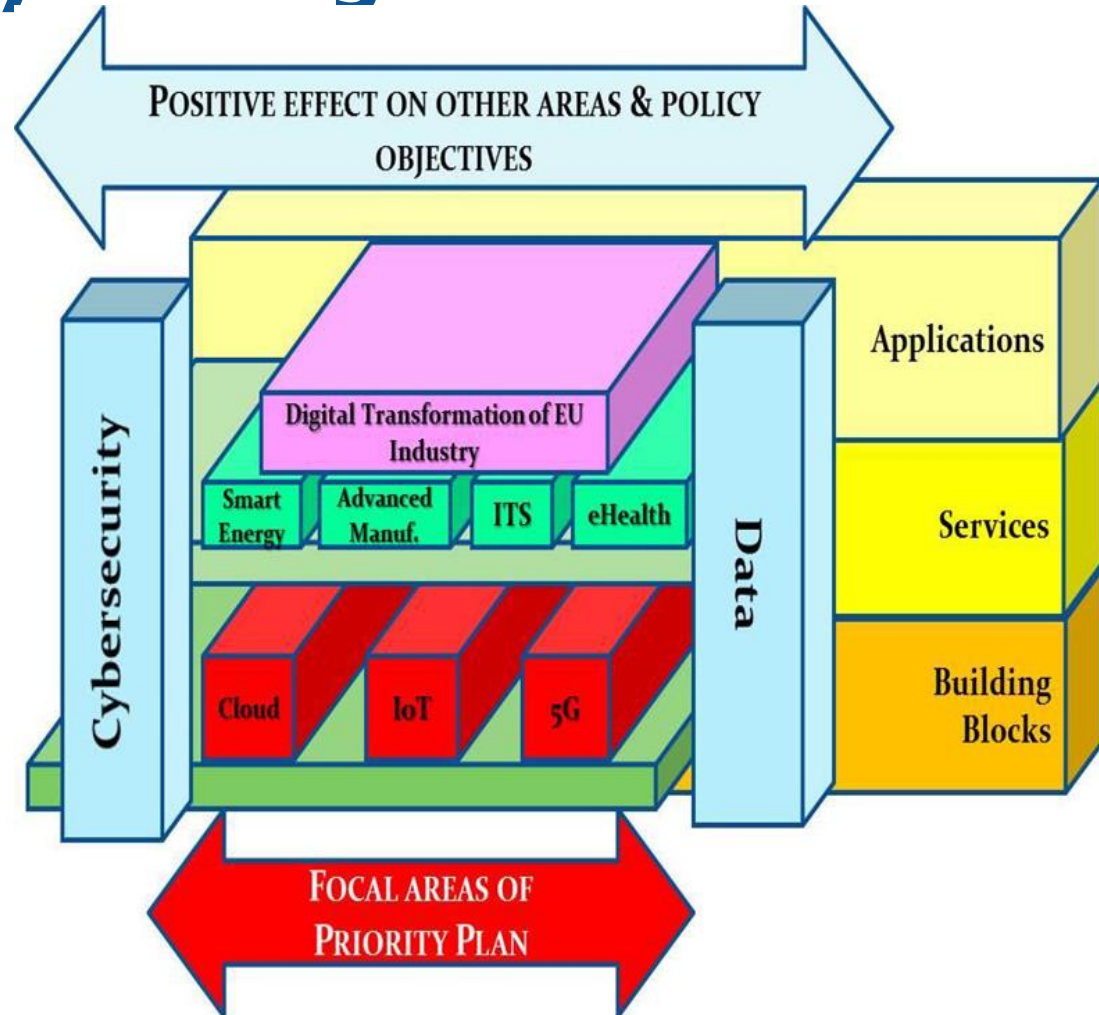 POSITIVE EFFECT ON OTHER AREAS & POLICY
OBJECTIVES
Applications
Digital Transformation of EU
Industry
Smart
Energy
Advanced
Manuf.
ITS
eHealth
Services
Cybersecurity
Data
Cloud
IoT
5G
Building
Blocks
FOCAL AREAS OF
PRIORITY PLAN